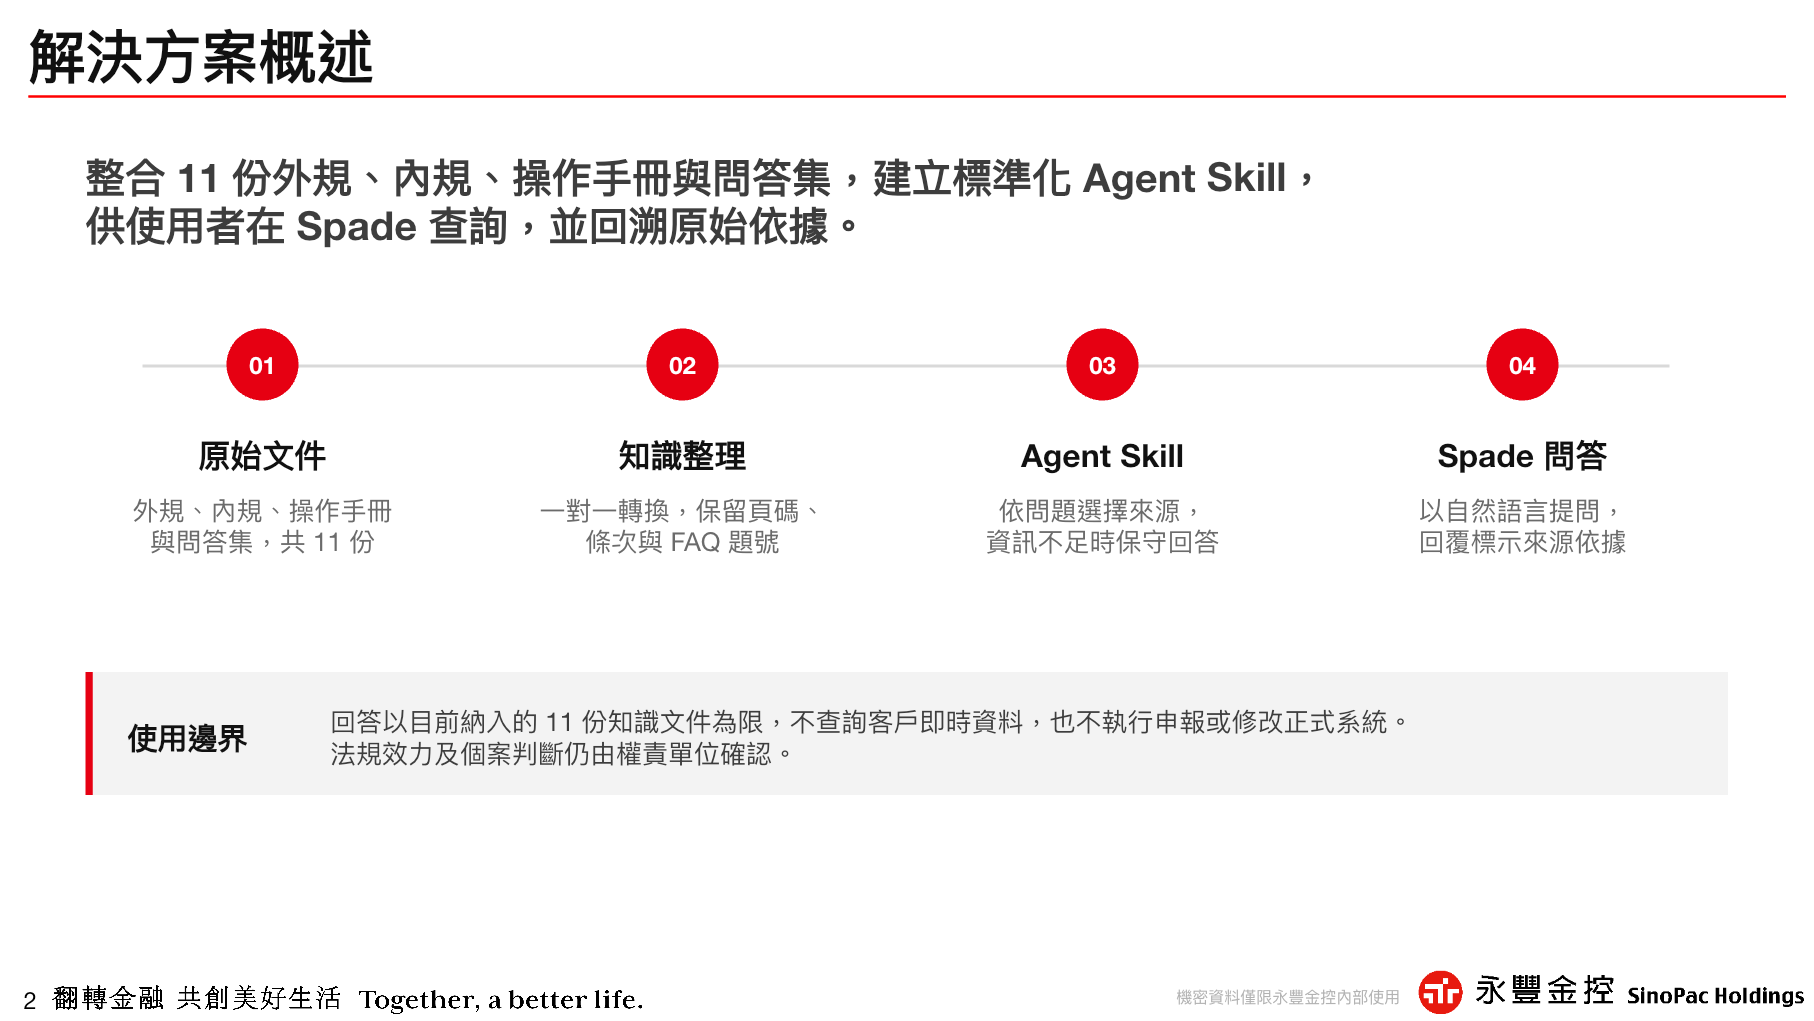 解決方案概述
整合 11 份外規、內規、操作手冊與問答集，建立標準化 Agent Skill，
供使用者在 Spade 查詢，並回溯原始依據。
01
02
03
04
原始文件
知識整理
Agent Skill
Spade 問答
外規、內規、操作手冊
與問答集，共 11 份
一對一轉換，保留頁碼、
條次與 FAQ 題號
依問題選擇來源，
資訊不足時保守回答
以自然語言提問，
回覆標示來源依據
使用邊界
回答以目前納入的 11 份知識文件為限，不查詢客戶即時資料，也不執行申報或修改正式系統。
法規效力及個案判斷仍由權責單位確認。
2 翻轉金融 共創美好生活 Together, a better life.
機密資料僅限永豐金控內部使用
永豐金控 SinoPac Holdings